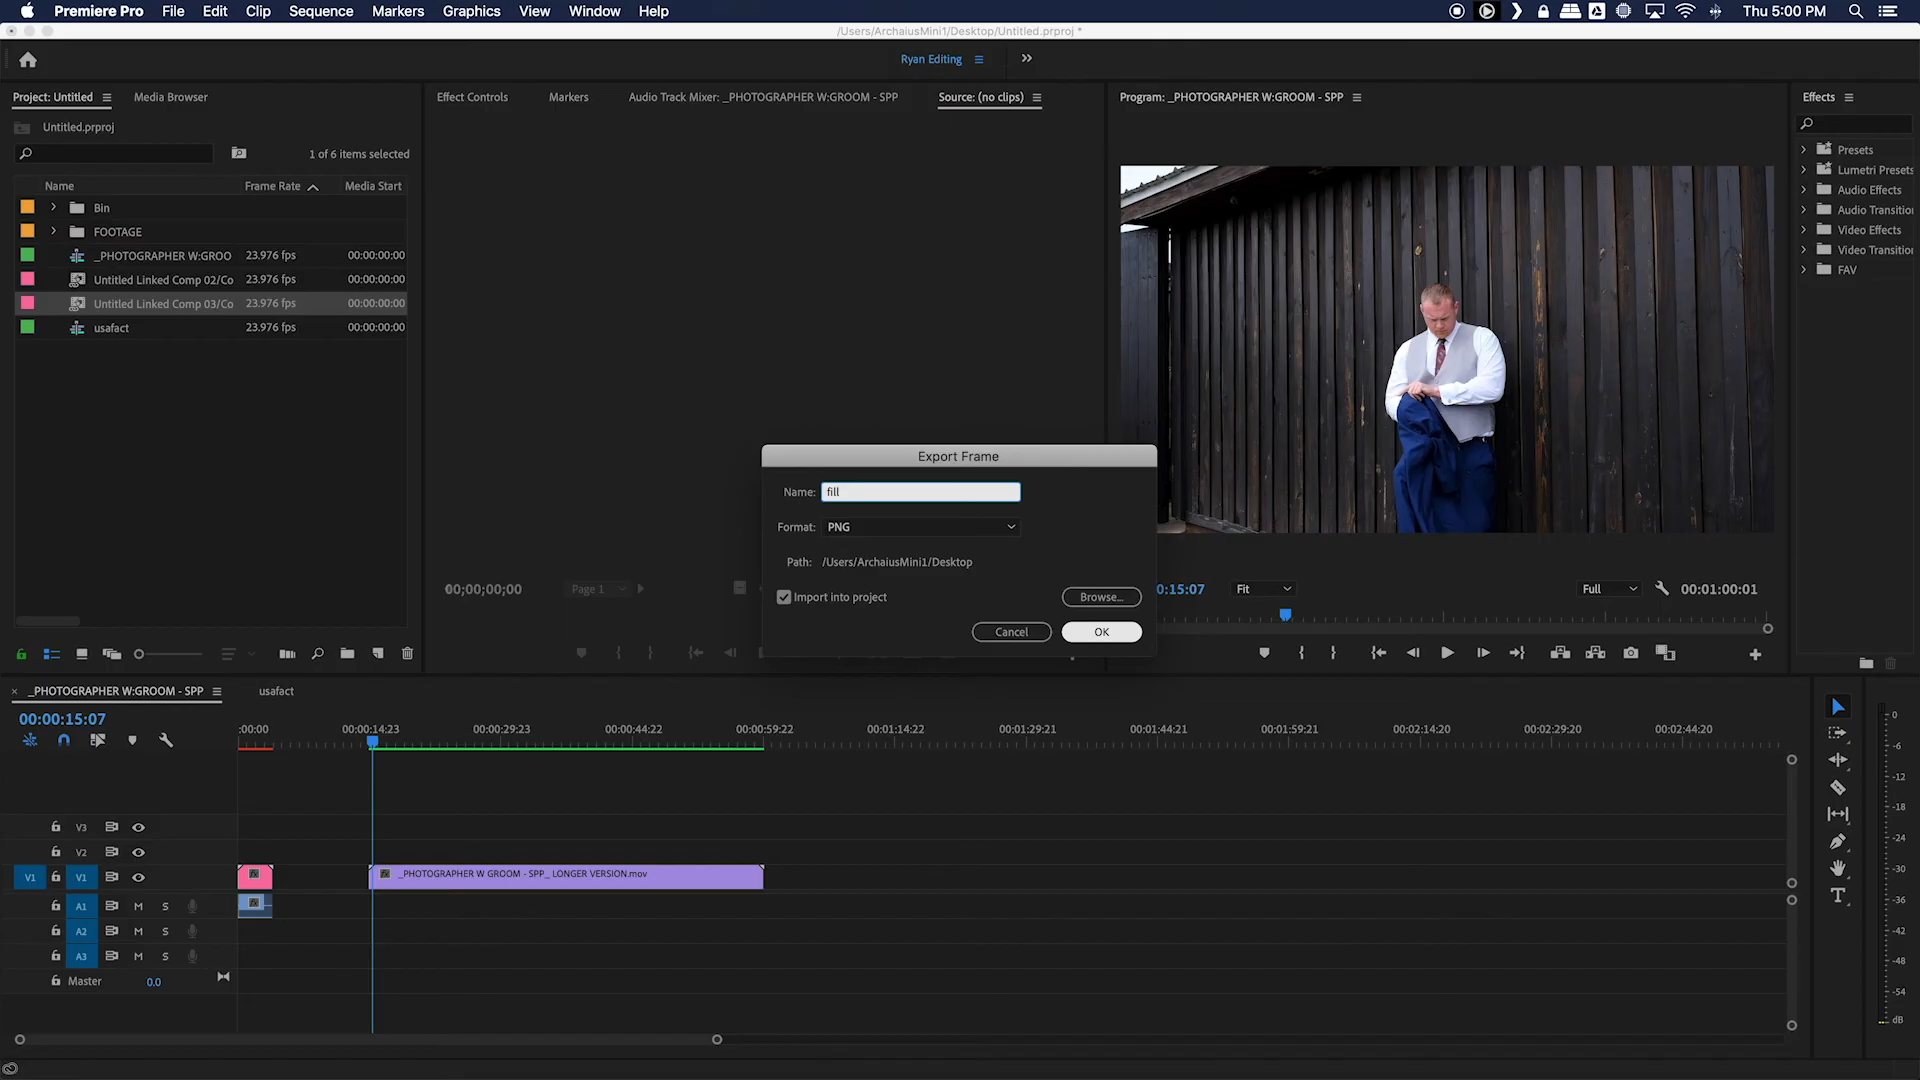 Premiere Pro File Edit Clip Sequence Markers Graphics View Window Help Thu 5:00 PM
/Users/ArchaiusMini1/Desktop/Untitled.prproj *
Ryan Editing
Project: Untitled Media Browser Effect Controls Markers Audio Track Mixer: _PHOTOGRAPHER W:GROOM - SPP Source: (no clips) Program: _PHOTOGRAPHER W:GROOM - SPP Effects
Untitled.prproj
1 of 6 items selected
Name Frame Rate Media Start
Bin
FOOTAGE
_PHOTOGRAPHER W:GROO 23.976 fps 00:00:00:00
Untitled Linked Comp 02/Co 23.976 fps 00:00:00:00
Untitled Linked Comp 03/Co 23.976 fps 00:00:00:00
usafact 23.976 fps 00:00:00:00
Presets
Lumetri Presets
Audio Effects
Audio Transitio
Video Effects
Video Transitio
FAV
Export Frame
Name: fill
Format: PNG
Path: /Users/ArchaiusMini1/Desktop
Import into project Browse...
Cancel OK
00;00;00;00 Page 1 0:15:07 Fit Full 00:01:00:01
_PHOTOGRAPHER W:GROOM - SPP usafact
00:00:15:07
:00:00 00:00:14:23 00:00:29:23 00:00:44:22 00:00:59:22 00:01:14:22 00:01:29:21 00:01:44:21 00:01:59:21 00:02:14:20 00:02:29:20 00:02:44:20
V3
V2
V1 V1 _PHOTOGRAPHER W GROOM - SPP_ LONGER VERSION.mov
A1 M S
A2 M S
A3 M S
Master 0.0
0
-6
-12
-18
-24
-30
-36
-42
-48
-54
dB